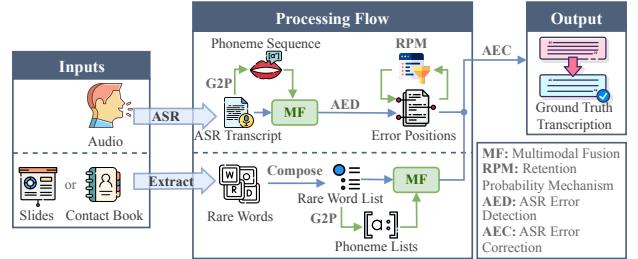 Inputs
Audio
Slides
or
Contact Book
ASR
Extract
Processing Flow
Phoneme Sequence
G2P
ASR Transcript
MF
AED
RPM
Error Positions
AEC
W
O
R
D
Rare Words
Compose
Rare Word List
G2P
[a:]
Phoneme Lists
MF
Output
Ground Truth
Transcription
MF: Multimodal Fusion
RPM: Retention
Probability Mechanism
AED: ASR Error
Detection
AEC: ASR Error
Correction